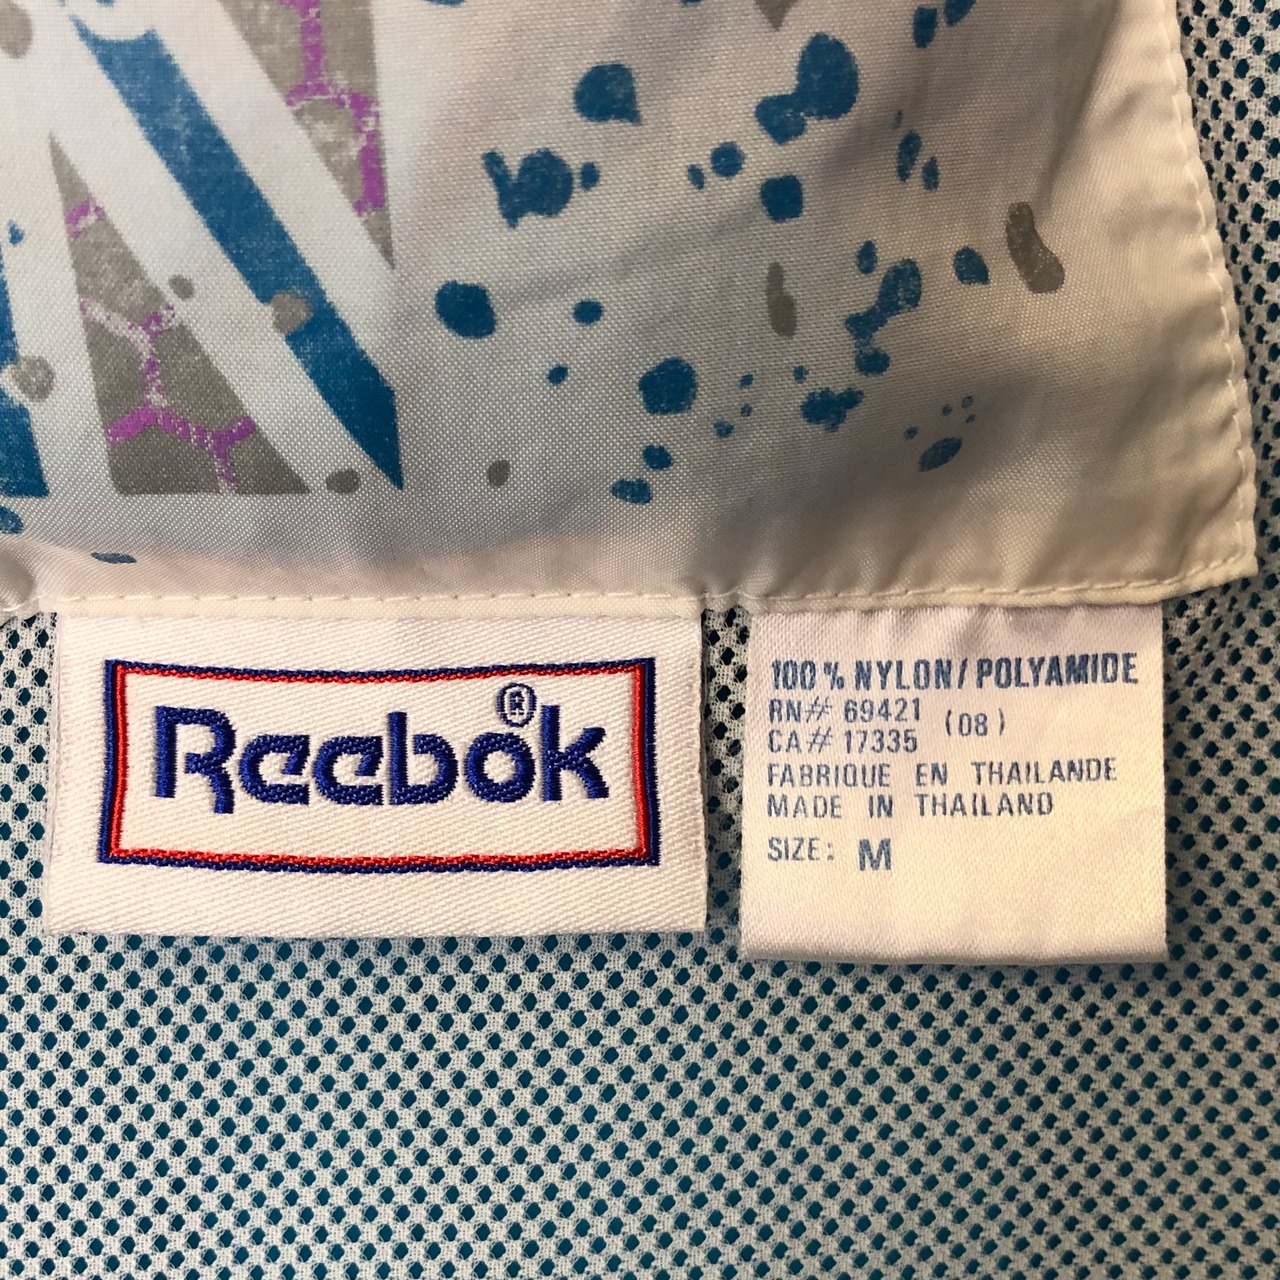 Reebok®
100% NYLON/POLYAMIDE
RN# 69421 (08)
CA# 17335
FABRIQUE EN THAILANDE
MADE IN THAILAND
SIZE: M